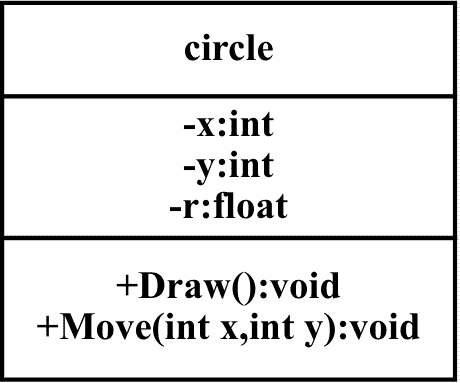 circle
-x:int
-y:int
-r:float
+Draw():void
+Move(int x,int y):void